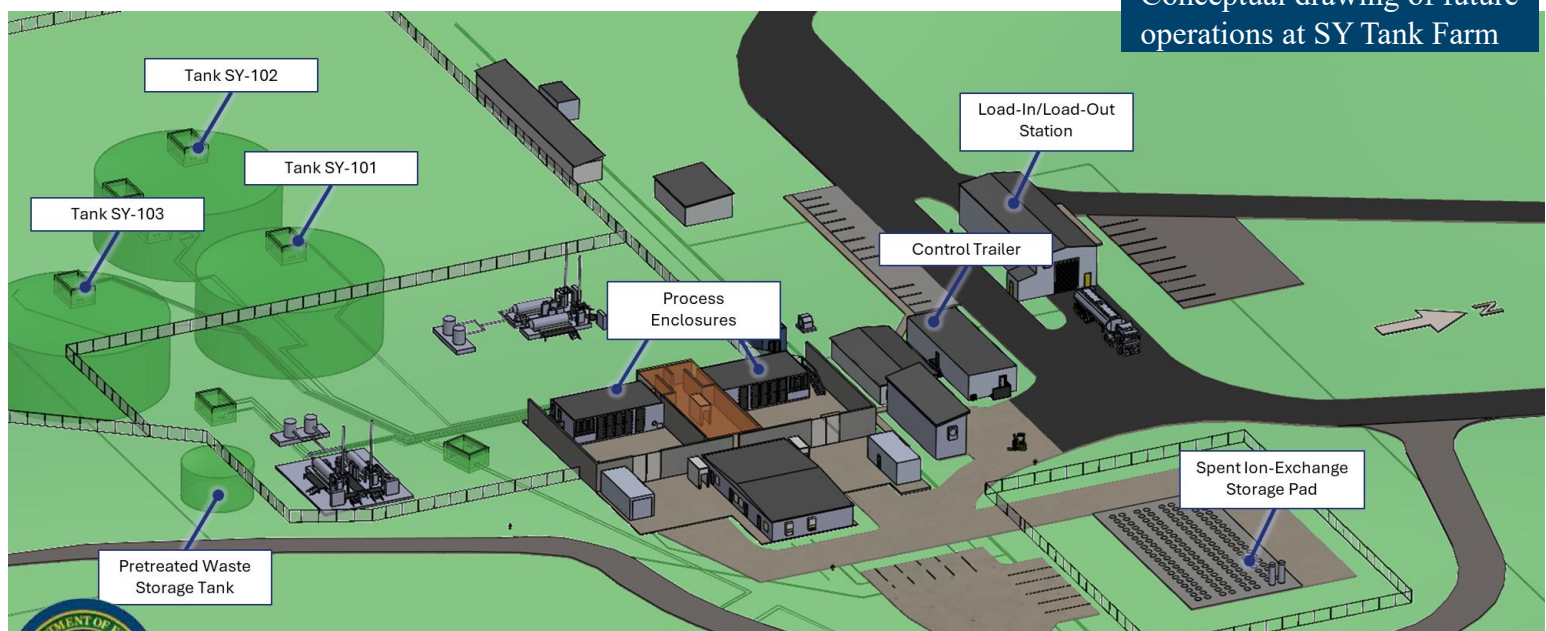 Conceptual drawing of future
operations at SY Tank Farm
Tank SY-102
Load-In/Load-Out
Station
Tank SY-101
Tank SY-103
Control Trailer
Process
Enclosures
N
Spent Ion-Exchange
Storage Pad
Pretreated Waste
Storage Tank